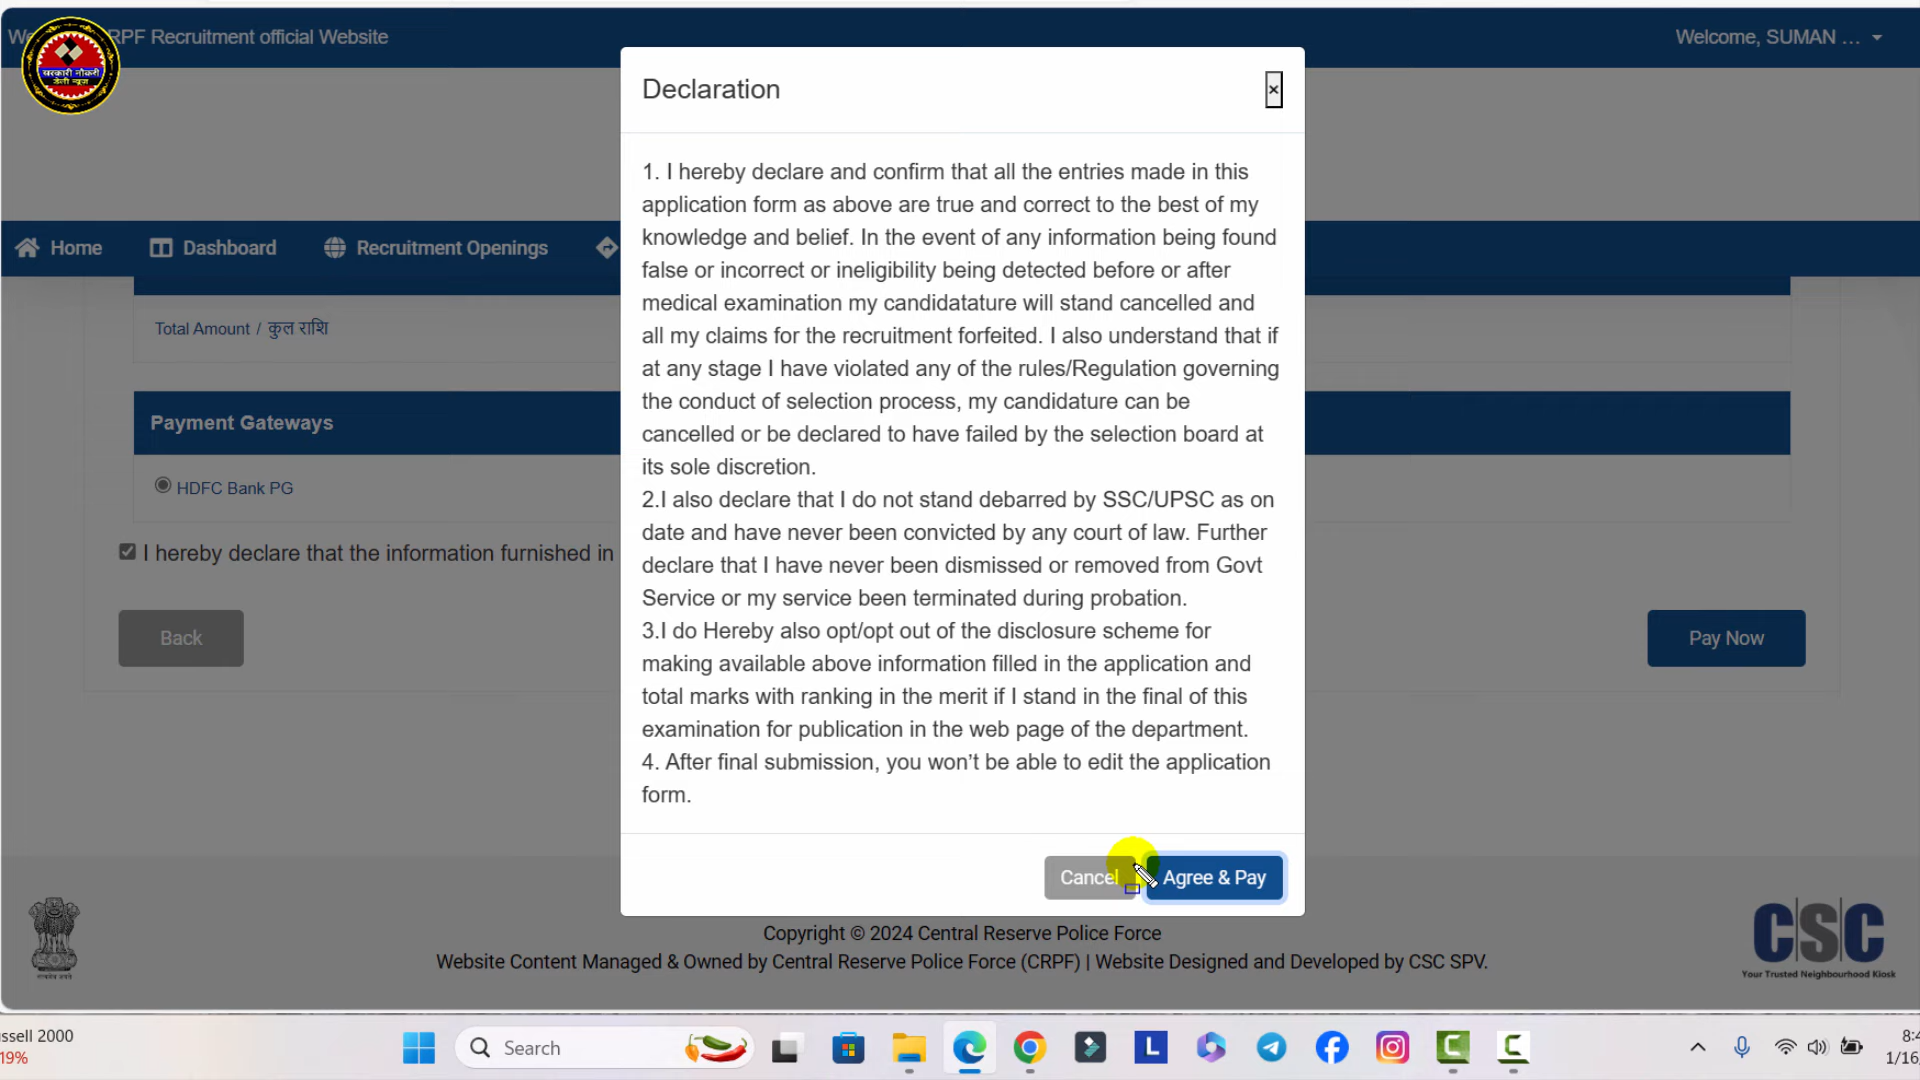 We
RPF Recruitment official Website
Welcome, SUMAN ...
सरकारी नौकरी
डेली न्यूज
Declaration
×
1. I hereby declare and confirm that all the entries made in this
application form as above are true and correct to the best of my
knowledge and belief. In the event of any information being found
false or incorrect or ineligibility being detected before or after
medical examination my candidatature will stand cancelled and
all my claims for the recruitment forfeited. I also understand that if
at any stage I have violated any of the rules/Regulation governing
the conduct of selection process, my candidature can be
cancelled or be declared to have failed by the selection board at
its sole discretion.
2.I also declare that I do not stand debarred by SSC/UPSC as on
date and have never been convicted by any court of law. Further
declare that I have never been dismissed or removed from Govt
Service or my service been terminated during probation.
3.I do Hereby also opt/opt out of the disclosure scheme for
making available above information filled in the application and
total marks with ranking in the merit if I stand in the final of this
examination for publication in the web page of the department.
4. After final submission, you won’t be able to edit the application
form.
Cancel
Agree & Pay
Home
Dashboard
Recruitment Openings
Total Amount / कुल राशि
Payment Gateways
HDFC Bank PG
I hereby declare that the information furnished in
Back
Pay Now
सत्यमेव जयते
Copyright © 2024 Central Reserve Police Force
Website Content Managed & Owned by Central Reserve Police Force (CRPF) | Website Designed and Developed by CSC SPV.
CSC
Your Trusted Neighbourhood Kiosk
ssell 2000
19%
Search
L
8:4
1/16